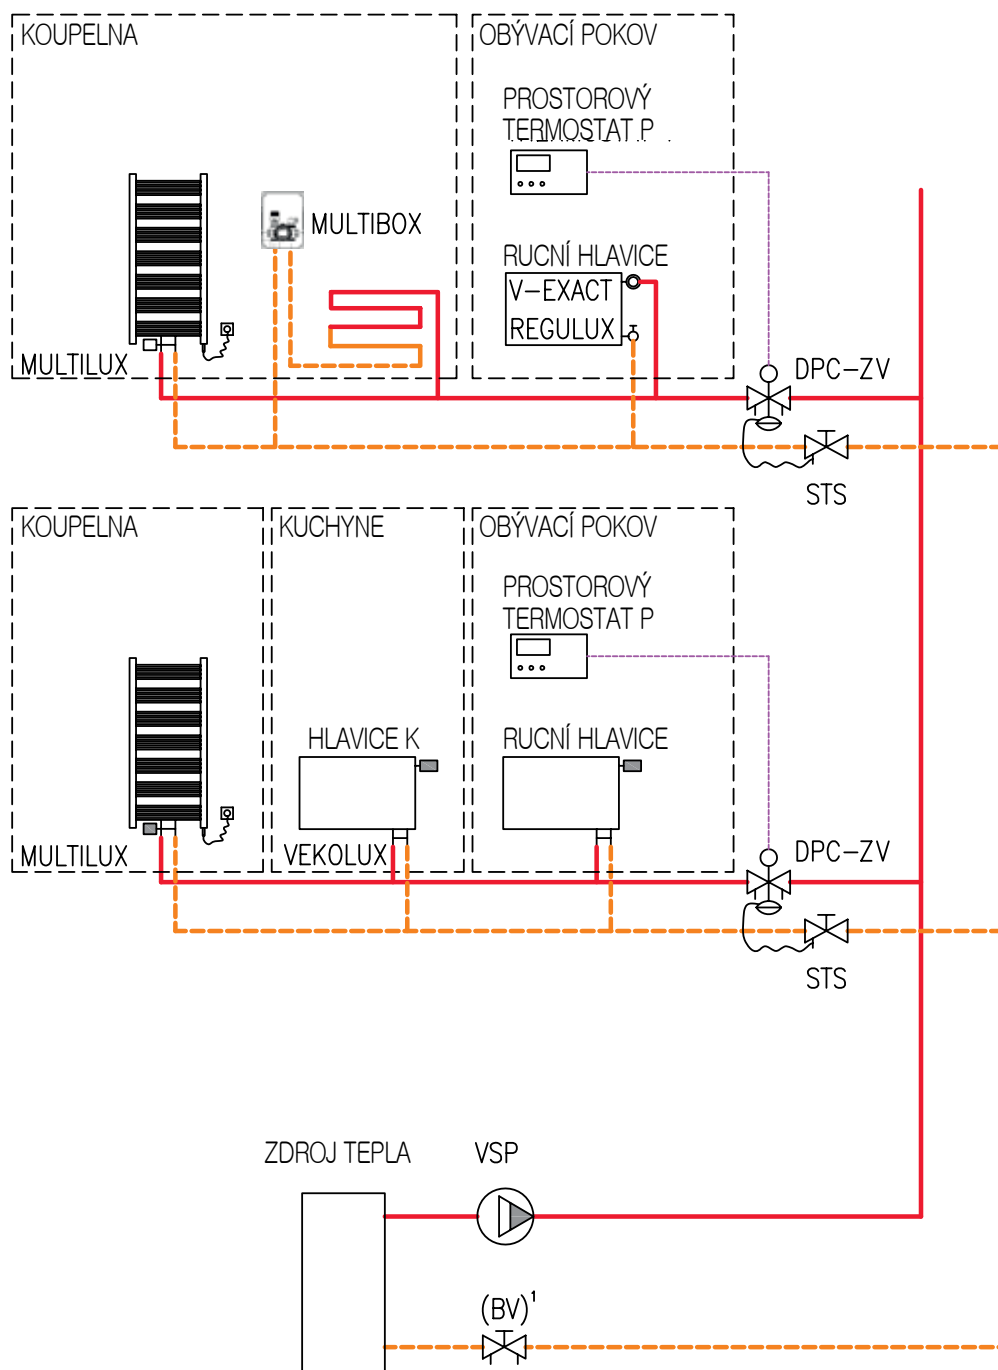 KOUPELNA
OBÝVACÍ POKOV
PROSTOROVÝ
TERMOSTAT P
MULTIBOX
RUCNÍ HLAVICE
V-EXACT
REGULUX
MULTILUX
DPC-ZV
STS
KOUPELNA
KUCHYNE
OBÝVACÍ POKOV
PROSTOROVÝ
TERMOSTAT P
HLAVICE K
RUCNÍ HLAVICE
MULTILUX
VEKOLUX
DPC-ZV
STS
ZDROJ TEPLA
VSP
(BV)¹